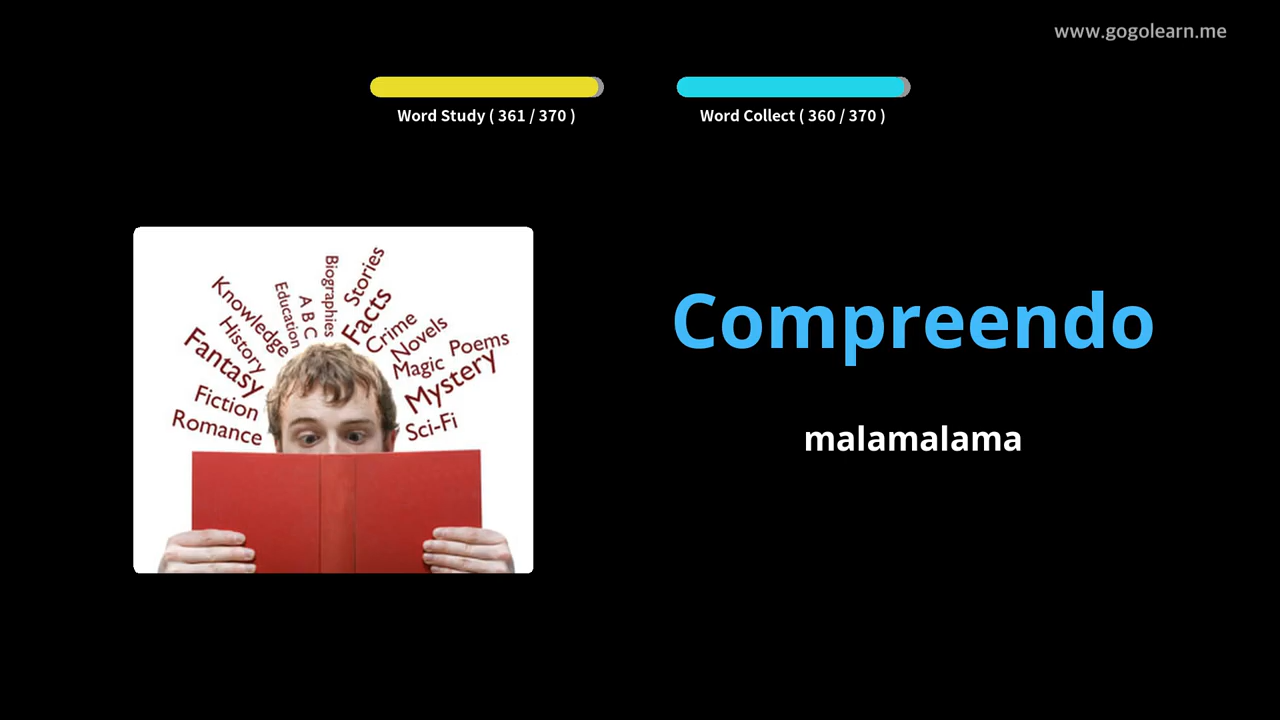 www.gogolearn.me
Word Study ( 361 / 370 )
Word Collect ( 360 / 370 )
Compreendo
malamalama
Knowledge
Education
A B C
Biographies
Stories
Facts
Crime
Novels
Poems
Magic
Mystery
Sci-Fi
History
Fantasy
Fiction
Romance